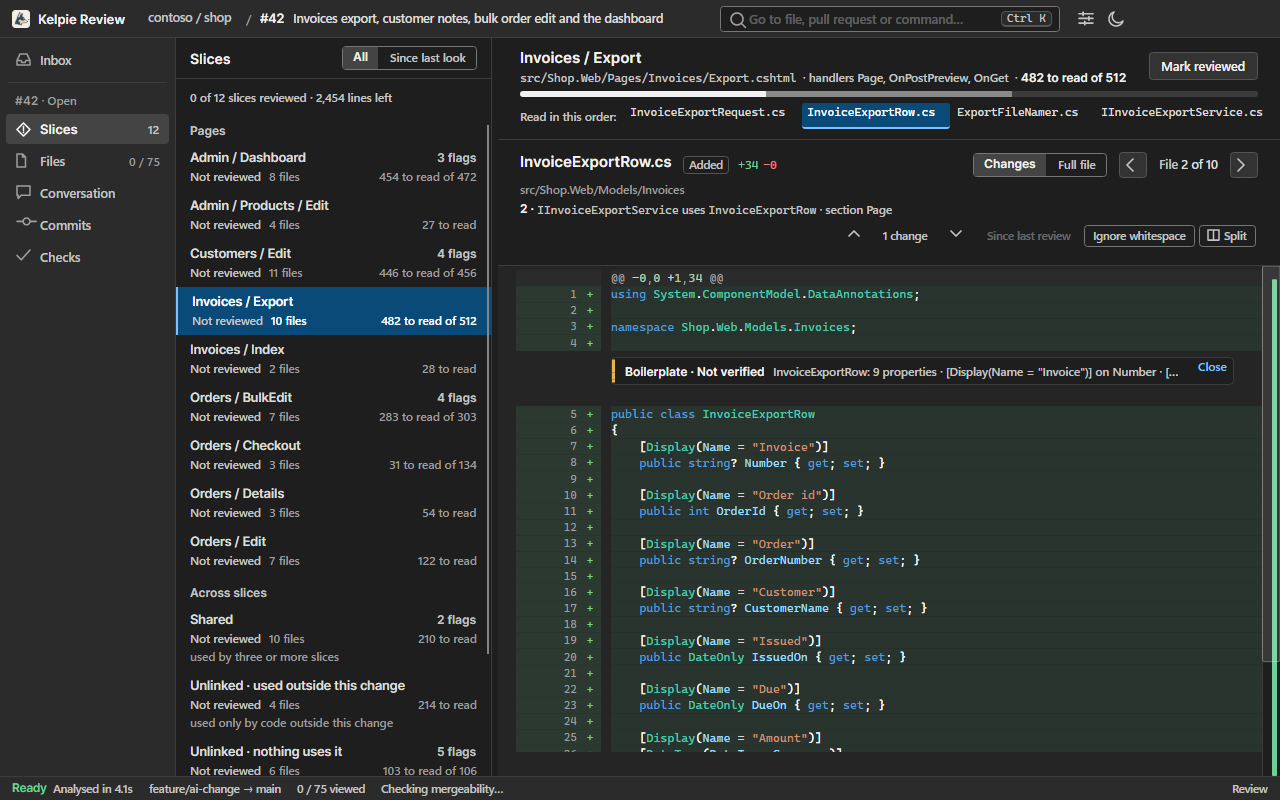 Kelpie Review contoso / shop / #42 Invoices export, customer notes, bulk order edit and the dashboard Go to file, pull request or command... Ctrl K
Inbox
#42 · Open
Slices 12
Files 0 / 75
Conversation
Commits
Checks
Slices All Since last look
0 of 12 slices reviewed · 2,454 lines left
Pages
Admin / Dashboard 3 flags
Not reviewed 8 files 454 to read of 472
Admin / Products / Edit
Not reviewed 4 files 27 to read
Customers / Edit 4 flags
Not reviewed 11 files 446 to read of 456
Invoices / Export
Not reviewed 10 files 482 to read of 512
Invoices / Index
Not reviewed 2 files 28 to read
Orders / BulkEdit 4 flags
Not reviewed 7 files 283 to read of 303
Orders / Checkout
Not reviewed 3 files 31 to read of 134
Orders / Details
Not reviewed 3 files 54 to read
Orders / Edit
Not reviewed 7 files 122 to read
Across slices
Shared 2 flags
Not reviewed 10 files 210 to read
used by three or more slices
Unlinked · used outside this change
Not reviewed 4 files 214 to read
used only by code outside this change
Unlinked · nothing uses it 5 flags
Not reviewed 6 files 103 to read of 106
Invoices / Export
src/Shop.Web/Pages/Invoices/Export.cshtml · handlers Page, OnPostPreview, OnGet · 482 to read of 512
Mark reviewed
Read in this order: InvoiceExportRequest.cs InvoiceExportRow.cs ExportFileNamer.cs IInvoiceExportService.cs
InvoiceExportRow.cs Added +34 −0 Changes Full file File 2 of 10
src/Shop.Web/Models/Invoices
2 · IInvoiceExportService uses InvoiceExportRow · section Page
1 change Since last review Ignore whitespace Split
@@ −0,0 +1,34 @@
1 + using System.ComponentModel.DataAnnotations;
2 +
3 + namespace Shop.Web.Models.Invoices;
4 +
Boilerplate · Not verified InvoiceExportRow: 9 properties · [Display(Name = "Invoice")] on Number · [... Close
5 + public class InvoiceExportRow
6 + {
7 + [Display(Name = "Invoice")]
8 + public string? Number { get; set; }
9 +
10 + [Display(Name = "Order id")]
11 + public int OrderId { get; set; }
12 +
13 + [Display(Name = "Order")]
14 + public string? OrderNumber { get; set; }
15 +
16 + [Display(Name = "Customer")]
17 + public string? CustomerName { get; set; }
18 +
19 + [Display(Name = "Issued")]
20 + public DateOnly IssuedOn { get; set; }
21 +
22 + [Display(Name = "Due")]
23 + public DateOnly DueOn { get; set; }
24 +
25 + [Display(Name = "Amount")]
Ready Analysed in 4.1s feature/ai-change → main 0 / 75 viewed Checking mergeability... Review